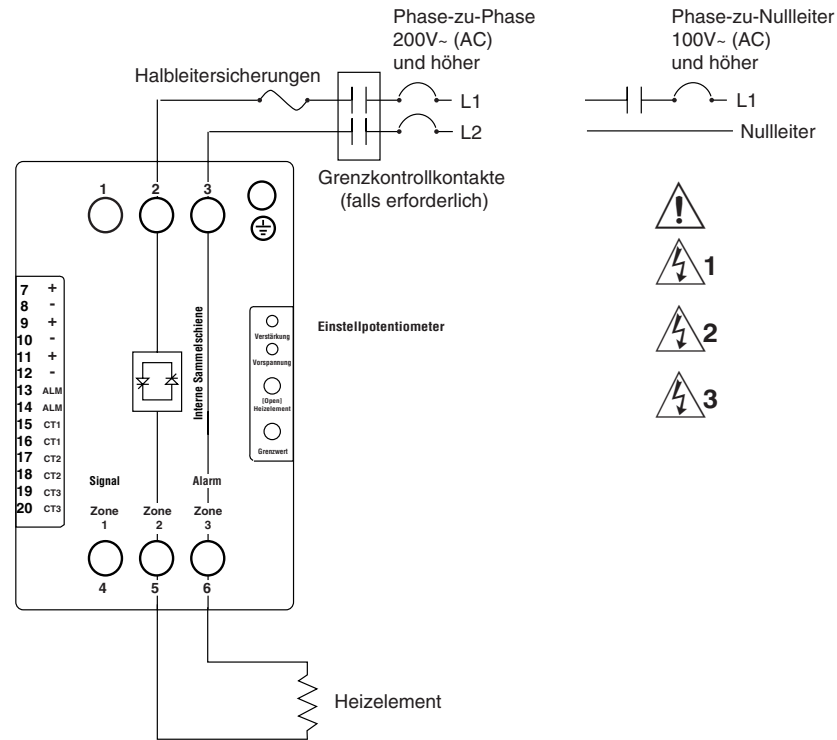 Phase-zu-Phase
200V~ (AC)
und höher
Phase-zu-Nullleiter
100V~ (AC)
und höher
Halbleitersicherungen
L1
L2
L1
Nullleiter
Grenzkontrollkontakte
(falls erforderlich)
1
2
3
7 +
8 -
9 +
10 -
11 +
12 -
13 ALM
14 ALM
15 CT1
16 CT1
17 CT2
18 CT2
19 CT3
20 CT3
Interne Sammelschiene
Verstärkung
Vorspannung
[Open]
Heizelement
Grenzwert
Einstellpotentiometer
!
1
2
3
Signal
Alarm
Zone
1
Zone
2
Zone
3
4
5
6
Heizelement